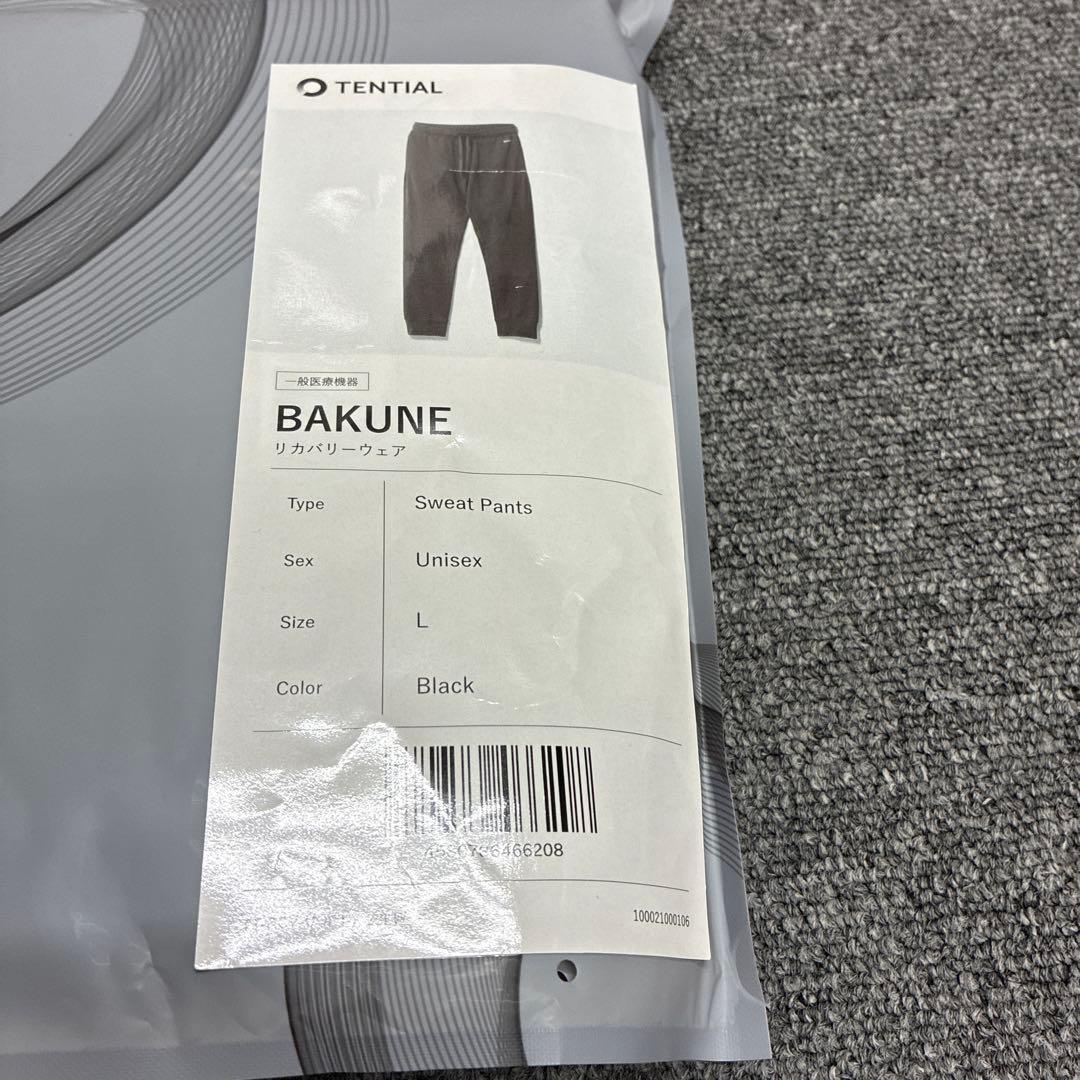 TENTIAL
一般医療機器
BAKUNE
リカバリーウェア
Type Sweat Pants
Sex Unisex
Size L
Color Black
100021000106